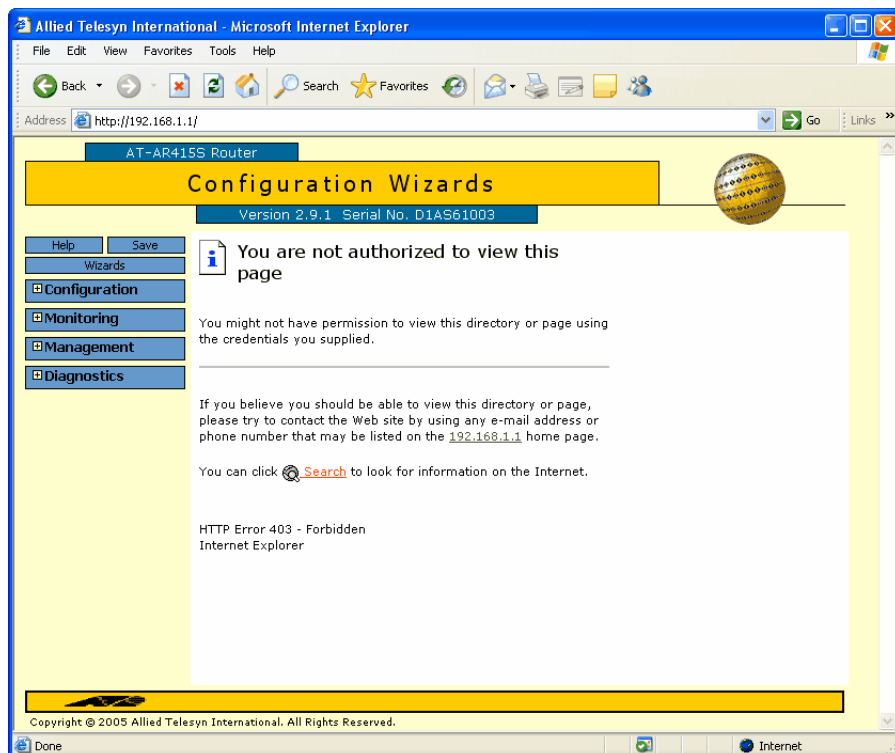 Allied Telesyn International - Microsoft Internet Explorer
File Edit View Favorites Tools Help
Back Search Favorites
Address http://192.168.1.1/ Go Links »
AT-AR415S Router
Configuration Wizards
Version 2.9.1 Serial No. D1AS61003
Help Save
Wizards
Configuration
Monitoring
Management
Diagnostics
You are not authorized to view this
page
You might not have permission to view this directory or page using
the credentials you supplied.
If you believe you should be able to view this directory or page,
please try to contact the Web site by using any e-mail address or
phone number that may be listed on the 192.168.1.1 home page.
You can click Search to look for information on the Internet.
HTTP Error 403 - Forbidden
Internet Explorer
Copyright © 2005 Allied Telesyn International. All Rights Reserved.
Done Internet